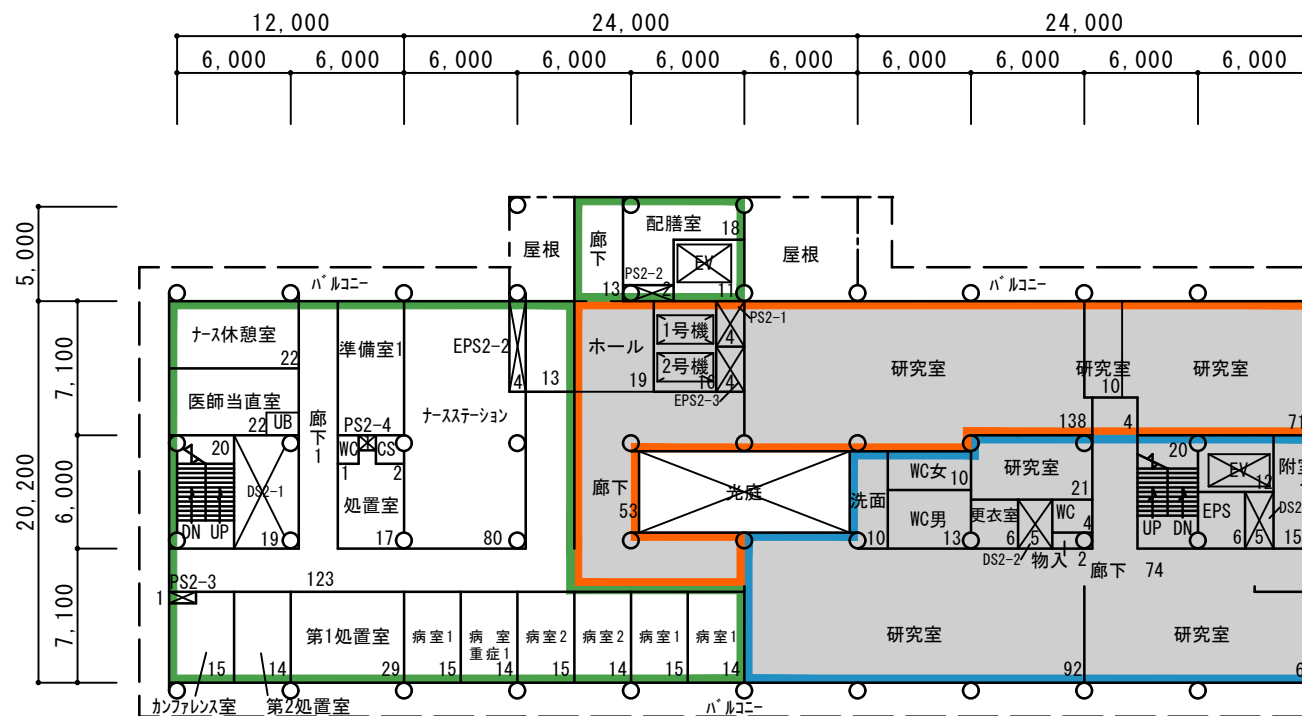 12,000 24,000 24,000
6,000 6,000 6,000 6,000 6,000 6,000 6,000 6,000 6,000 6,000
5,000
7,100
20,200
6,000
7,100
屋根
廊下
13
配膳室
18
EV
11
PS2-2
2
屋根
バルコニー
バルコニー
ナース休憩室
22
準備室1
EPS2-2
4
13
ホール
19
1号機
2号機
16
4
4
PS2-1
EPS2-3
研究室
138
研究室
10
4
研究室
71
医師当直室
22
UB
廊下1
PS2-4
WC
1
CS
2
ナースステーション
80
20
DN UP
DS2-1
19
処置室
17
廊下
53
光庭
洗面
10
WC女
10
WC男
13
研究室
21
更衣室
6
5
DS2-2
WC
4
物入
2
20
UP DN
EV
12
EPS
6
5
附室
DS2
15
廊下 74
PS2-3
1
123
15
14
第1処置室
29
病室1
15
病室
重症1
14
病室2
15
病室2
14
病室1
15
病室1
14
研究室
92
研究室
6
カンファレンス室
第2処置室
バルコニー